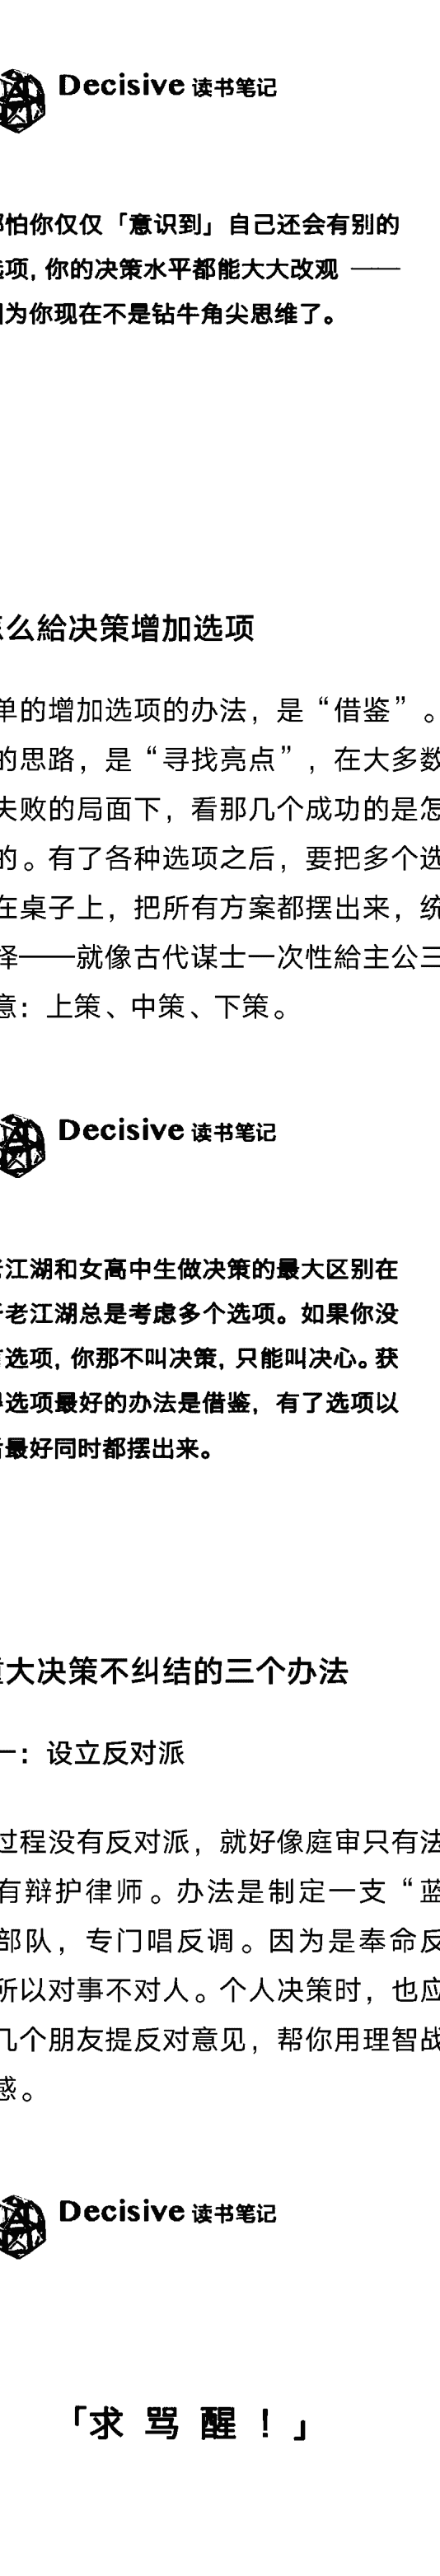 Decisive 读书笔记
怕你仅仅「意识到」自己还会有别的
项，你的决策水平都能大大改观 ——
为你现在不是钻牛角尖思维了。
么給决策增加选项
单的增加选项的办法，是“借鉴”。
的思路，是“寻找亮点”，在大多数
失败的局面下，看那几个成功的是怎
的。有了各种选项之后，要把多个选
在桌子上，把所有方案都摆出来，统
择——就像古代谋士一次性給主公三
意：上策、中策、下策。
Decisive 读书笔记
江湖和女高中生做决策的最大区别在
老江湖总是考虑多个选项。如果你没
选项，你那不叫决策，只能叫决心。获
选项最好的办法是借鉴，有了选项以
最好同时都摆出来。
大决策不纠结的三个办法
一：设立反对派
过程没有反对派，就好像庭审只有法
有辩护律师。办法是制定一支“蓝
部队，专门唱反调。因为是奉命反
所以对事不对人。个人决策时，也应
几个朋友提反对意见，帮你用理智战
感。
Decisive 读书笔记
「求 骂 醒 ！」